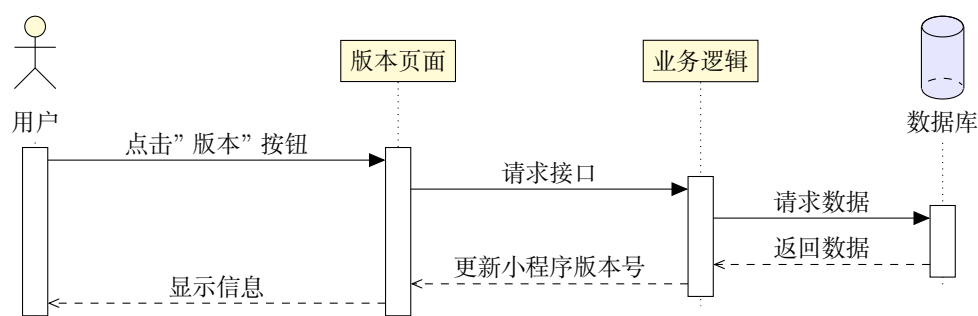 版本页面
业务逻辑
用户
数据库
点击”版本”按钮
请求接口
请求数据
返回数据
更新小程序版本号
显示信息